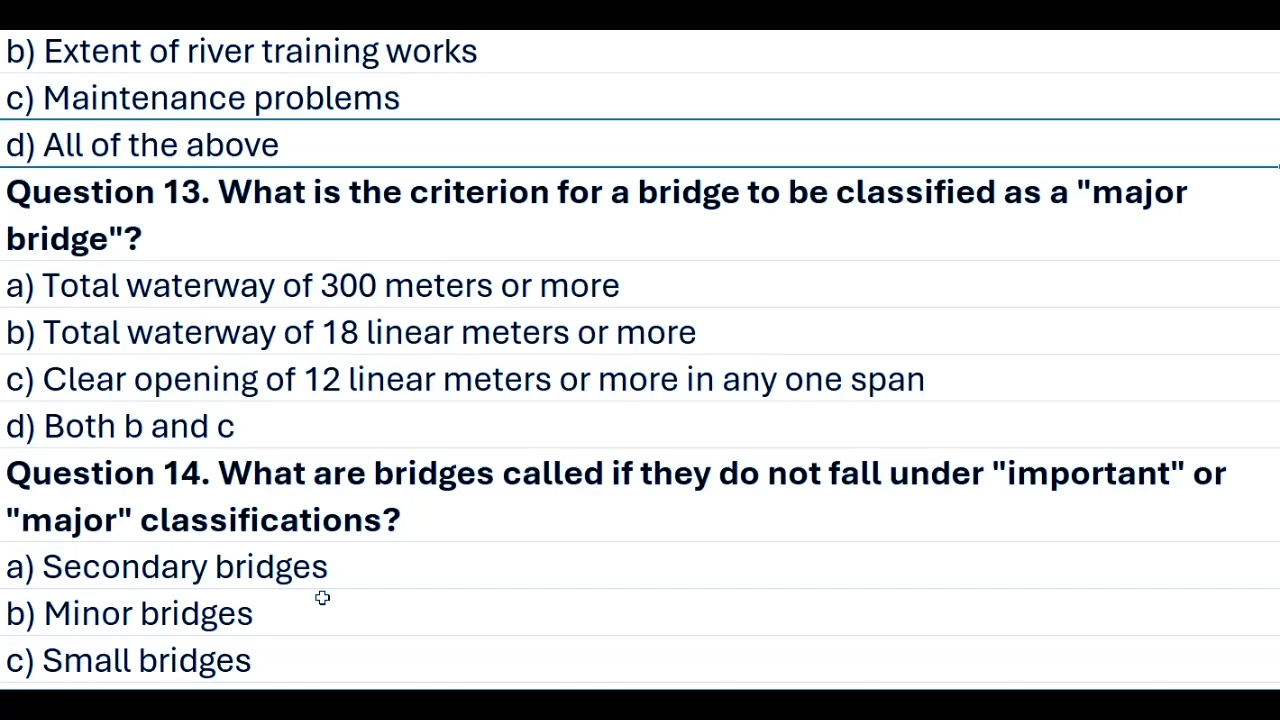 b) Extent of river training works
c) Maintenance problems
d) All of the above
Question 13. What is the criterion for a bridge to be classified as a "major
bridge"?
a) Total waterway of 300 meters or more
b) Total waterway of 18 linear meters or more
c) Clear opening of 12 linear meters or more in any one span
d) Both b and c
Question 14. What are bridges called if they do not fall under "important" or
"major" classifications?
a) Secondary bridges
b) Minor bridges
c) Small bridges